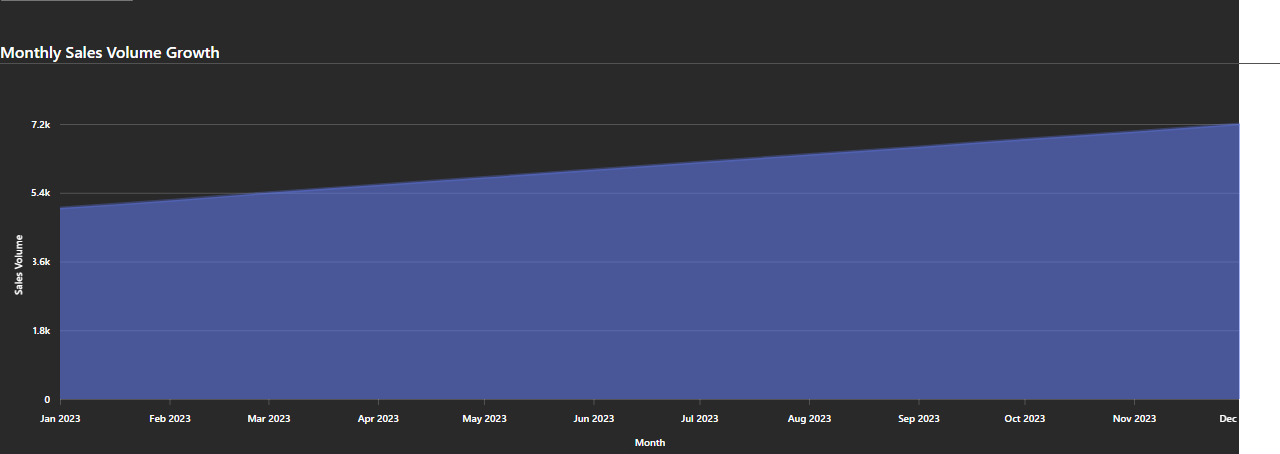 Monthly Sales Volume Growth
7.2k
5.4k
3.6k
1.8k
0
Sales Volume
Jan 2023 Feb 2023 Mar 2023 Apr 2023 May 2023 Jun 2023 Jul 2023 Aug 2023 Sep 2023 Oct 2023 Nov 2023 Dec
Month